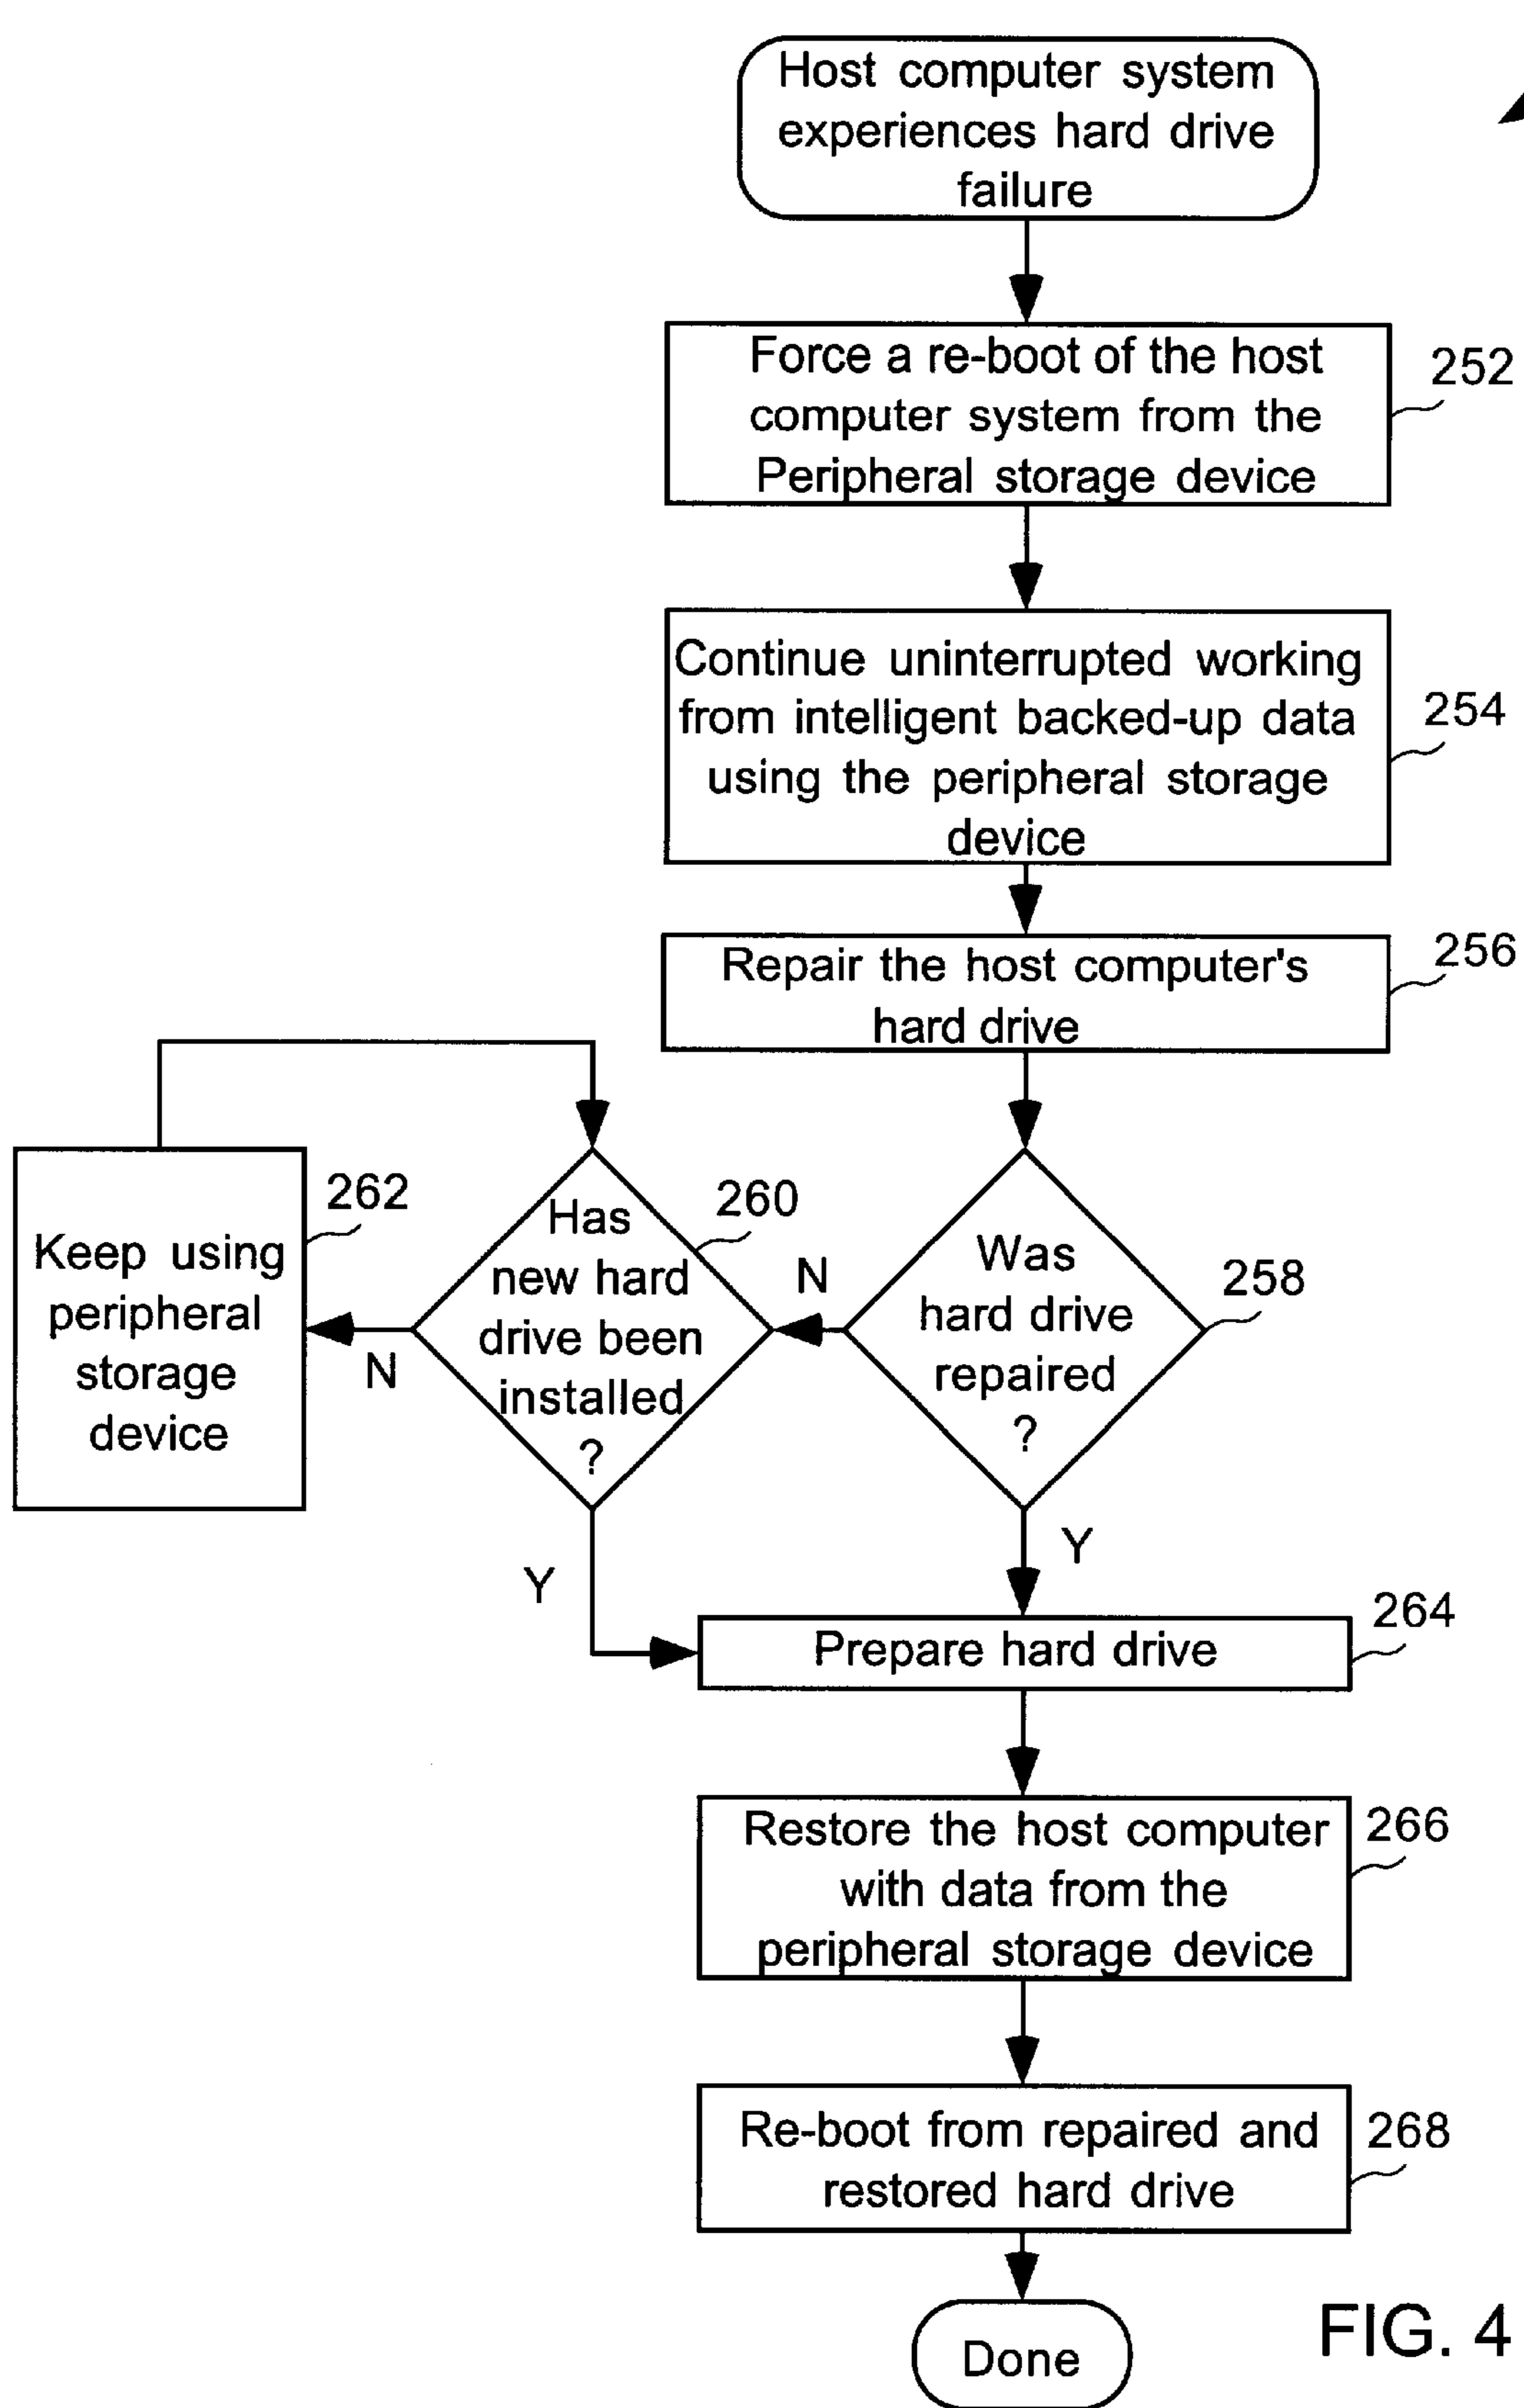 Host computer system
experiences hard drive
failure
Force a re-boot of the host
computer system from the
Peripheral storage device
252
Continue uninterrupted working
from intelligent backed-up data
using the peripheral storage
device
254
Repair the host computer's
hard drive
256
Was
hard drive
repaired
?
258
N
Y
Has
new hard
drive been
installed
?
260
N
Y
Keep using
peripheral
storage
device
262
Prepare hard drive
264
Restore the host computer
with data from the
peripheral storage device
266
Re-boot from repaired and
restored hard drive
268
Done
FIG. 4